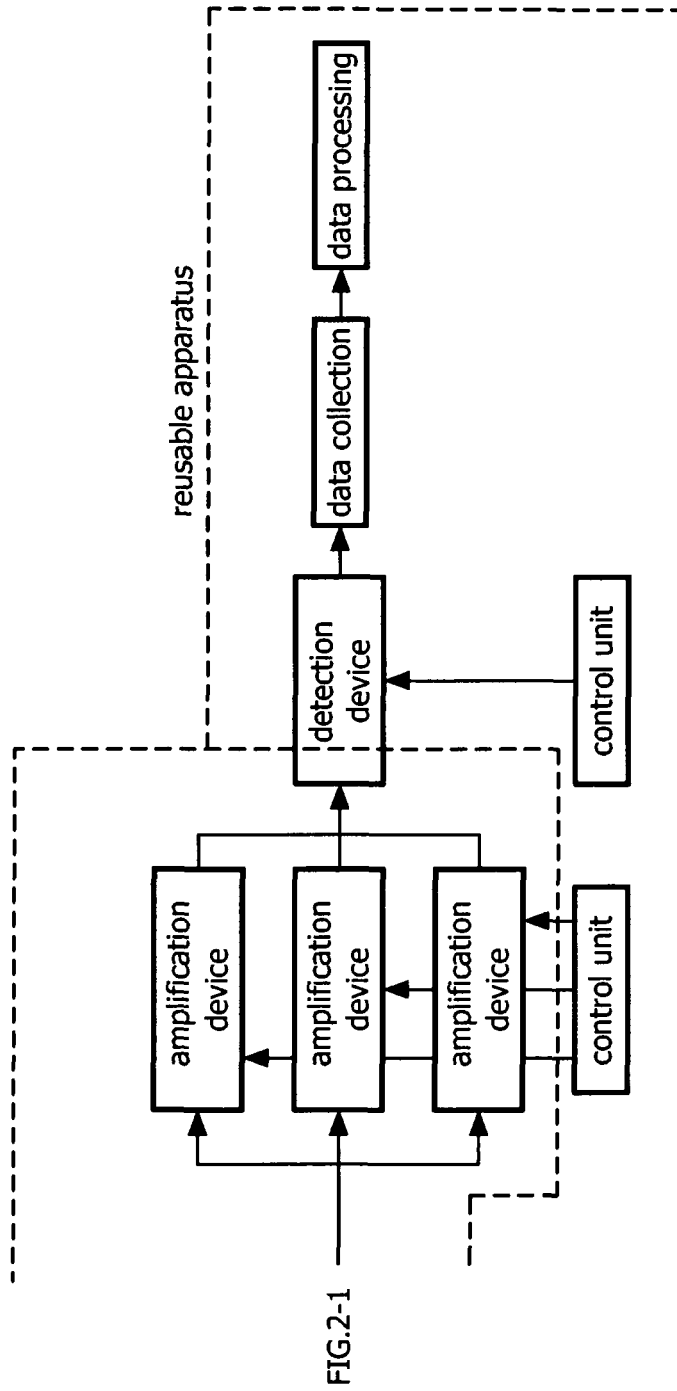 reusable apparatus
FIG.2-1
amplification
device
amplification
device
amplification
device
control unit
detection
device
control unit
data collection
data processing